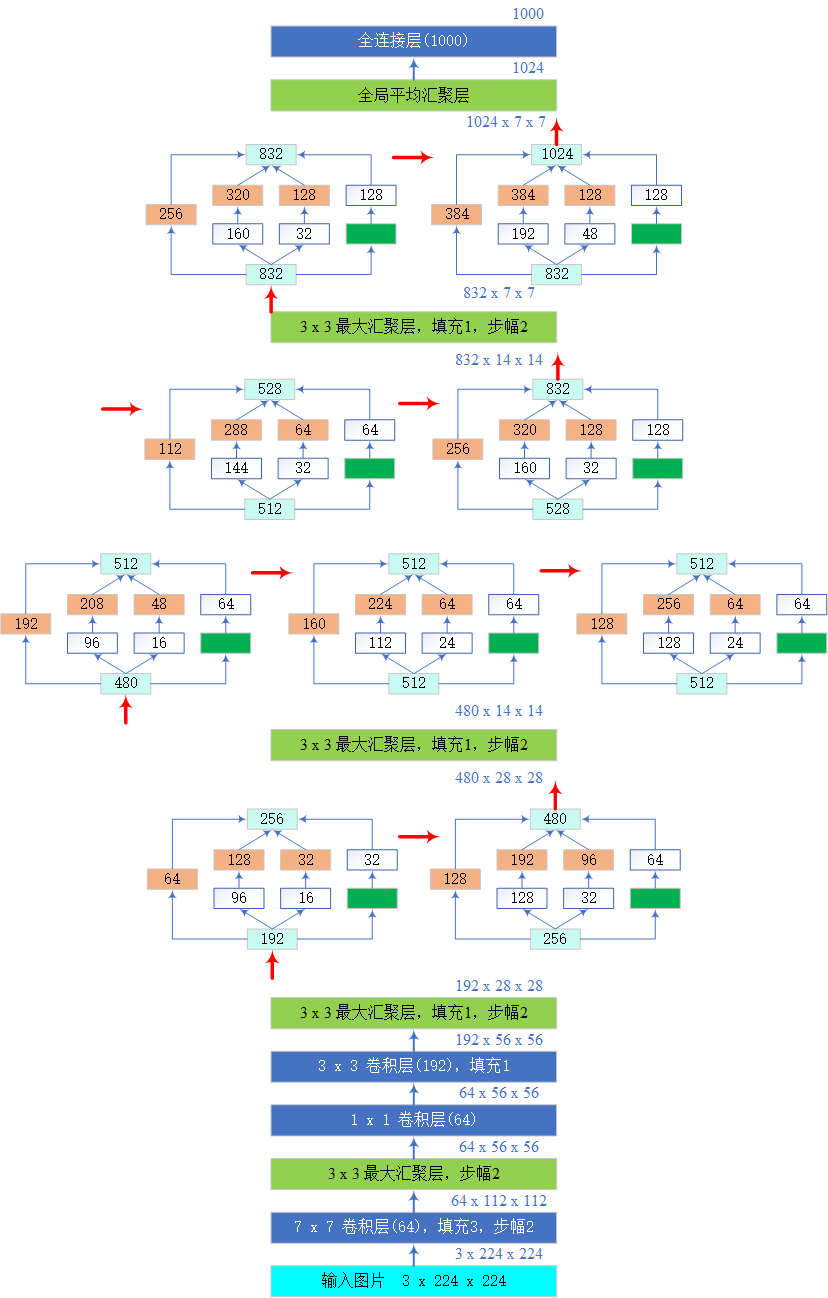 1000
全连接层(1000)
1024
全局平均汇聚层
1024 x 7 x 7
832
1024
320 128 128
384 128 128
256
384
160 32
192 48
832
832
832 x 7 x 7
3 x 3 最大汇聚层，填充1，步幅2
832 x 14 x 14
528
832
288 64 64
320 128 128
112
256
144 32
160 32
512
528
512
512
512
208 48 64
224 64 64
256 64 64
192
160
128
96 16
112 24
128 24
480
512
512
480 x 14 x 14
3 x 3 最大汇聚层，填充1，步幅2
480 x 28 x 28
256
480
128 32 32
192 96 64
64
128
96 16
128 32
192
256
192 x 28 x 28
3 x 3 最大汇聚层，填充1，步幅2
192 x 56 x 56
3 x 3 卷积层(192)，填充1
64 x 56 x 56
1 x 1 卷积层(64)
64 x 56 x 56
3 x 3 最大汇聚层，步幅2
64 x 112 x 112
7 x 7 卷积层(64)，填充3，步幅2
3 x 224 x 224
输入图片 3 x 224 x 224